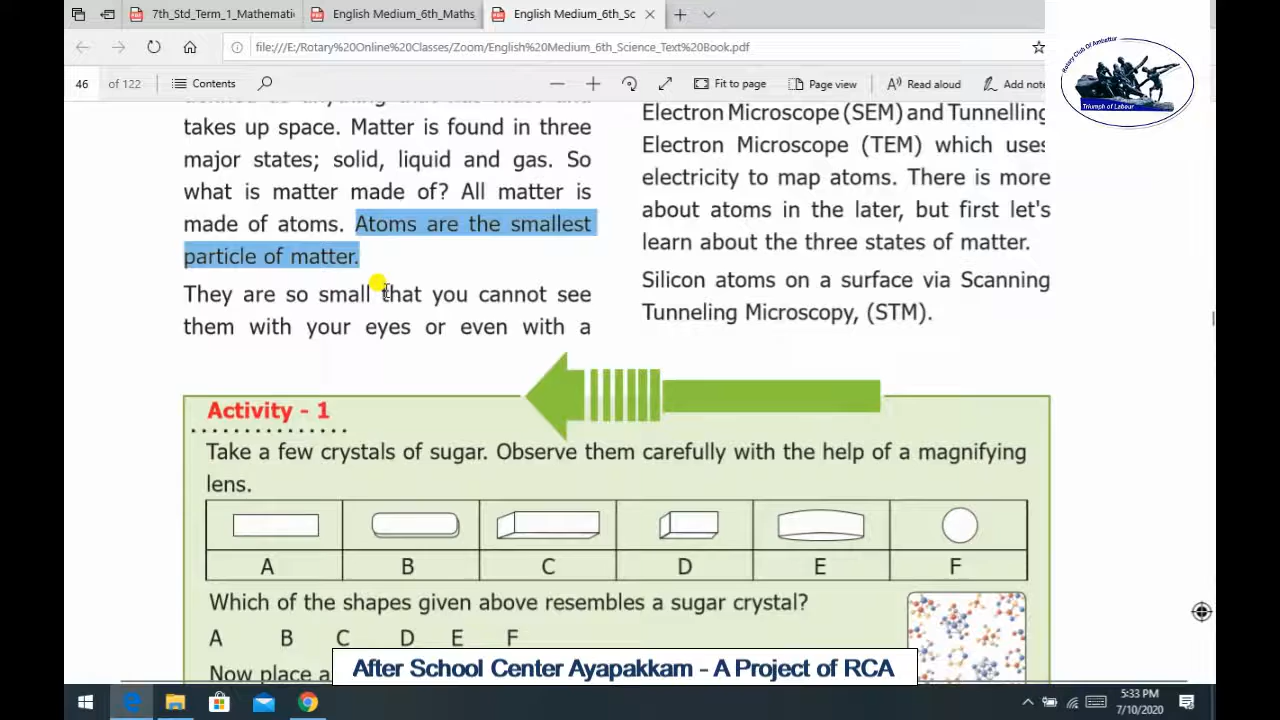 7th_Std_Term_1_Mathemati
English Medium_6th_Maths_
English Medium_6th_Sc
file:///E:/Rotary%20Online%20Classes/Zoom/English%20Medium_6th_Science_Text Book.pdf
46 of 122
Contents
Fit to page
Page view
Read aloud
Add note
Rotary Club Of Ambattur
Triumph of Labour
takes up space. Matter is found in three
major states; solid, liquid and gas. So
what is matter made of? All matter is
made of atoms. Atoms are the smallest
particle of matter.
They are so small that you cannot see
them with your eyes or even with a
Electron Microscope (SEM) and Tunnelling
Electron Microscope (TEM) which uses
electricity to map atoms. There is more
about atoms in the later, but first let's
learn about the three states of matter.
Silicon atoms on a surface via Scanning
Tunneling Microscopy, (STM).
Activity - 1
Take a few crystals of sugar. Observe them carefully with the help of a magnifying
lens.
A B C D E F
Which of the shapes given above resembles a sugar crystal?
A B C D E F
Now place a
After School Center Ayapakkam - A Project of RCA
5:33 PM
7/10/2020